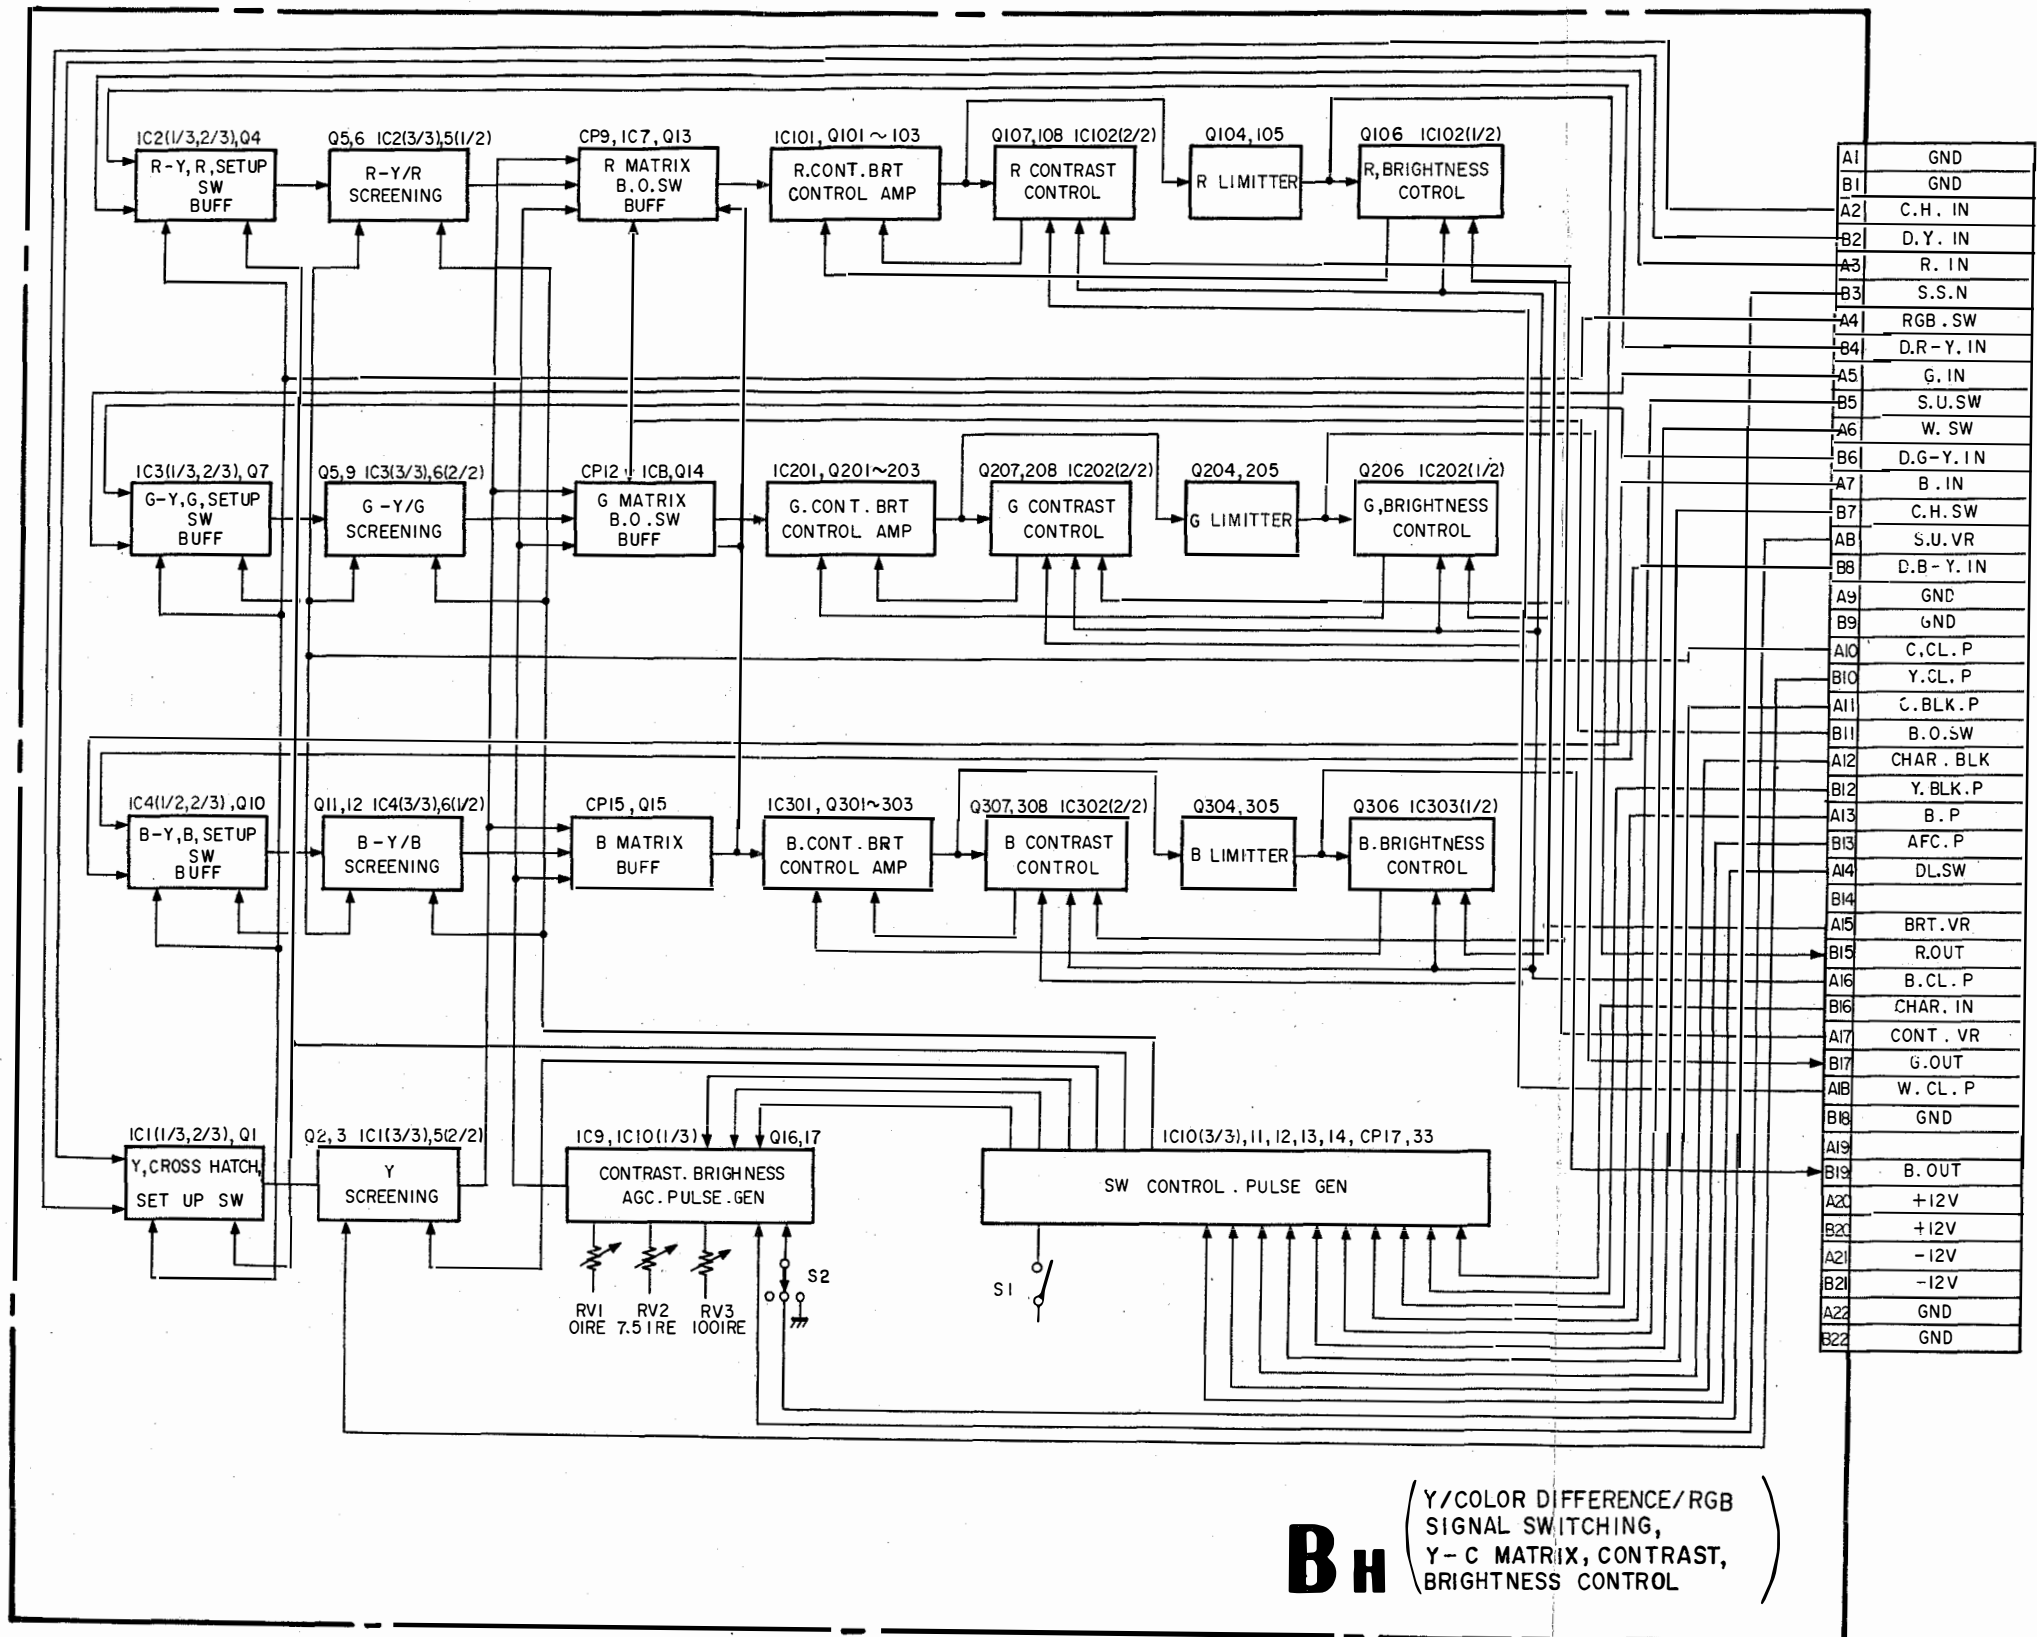 IC2(1/3,2/3),Q4
R-Y,R,SETUP
SW
BUFF
Q5,6 IC2(3/3),5(1/2)
R-Y/R
SCREENING
CP9,IC7,Q13
R MATRIX
B.O.SW
BUFF
IC101,Q101~103
R.CONT.BRT
CONTROL AMP
Q107,108 IC102(2/2)
R CONTRAST
CONTROL
Q104,105
R LIMITTER
Q106 IC102(1/2)
R,BRIGHTNESS
COTROL
IC3(1/3,2/3),Q7
G-Y,G,SETUP
SW
BUFF
Q5,9 IC3(3/3),6(2/2)
G-Y/G
SCREENING
CP12 IC8,Q14
G MATRIX
B.O.SW
BUFF
IC201,Q201~203
G.CONT.BRT
CONTROL AMP
Q207,208 IC202(2/2)
G CONTRAST
CONTROL
Q204,205
G LIMITTER
Q206 IC202(1/2)
G,BRIGHTNESS
CONTROL
IC4(1/2,2/3),Q10
B-Y,B,SETUP
SW
BUFF
Q11,12 IC4(3/3),6(1/2)
B-Y/B
SCREENING
CP15,Q15
B MATRIX
BUFF
IC301,Q301~303
B.CONT.BRT
CONTROL AMP
Q307,308 IC302(2/2)
B CONTRAST
CONTROL
Q304,305
B LIMITTER
Q306 IC303(1/2)
B.BRIGHTNESS
CONTROL
IC1(1/3,2/3),Q1
Y,CROSS HATCH,
SET UP SW
Q2,3 IC1(3/3),5(2/2)
Y
SCREENING
IC9,IC10(1/3) Q16,17
CONTRAST.BRIGHNESS
AGC.PULSE.GEN
IC10(3/3),11,12,13,14,CP17,33
SW CONTROL.PULSE GEN
RV1 RV2 RV3
0IRE 7.5IRE 100IRE
S2
S1
A1 GND
B1 GND
A2 C.H.IN
B2 D.Y.IN
A3 R.IN
B3 S.S.N
A4 RGB.SW
B4 D.R-Y.IN
A5 G.IN
B5 S.U.SW
A6 W.SW
B6 D.G-Y.IN
A7 B.IN
B7 C.H.SW
A8 S.U.VR
B8 D.B-Y.IN
A9 GND
B9 GND
A10 C,CL.P
B10 Y.CL.P
A11 C.BLK.P
B11 B.O.SW
A12 CHAR.BLK
B12 Y.BLK.P
A13 B.P
B13 AFC.P
A14 DL.SW
B14
A15 BRT.VR
B15 R.OUT
A16 B.CL.P
B16 CHAR.IN
A17 CONT.VR
B17 G.OUT
A18 W.CL.P
B18 GND
A19
B19 B.OUT
A20 +12V
B20 +12V
A21 -12V
B21 -12V
A22 GND
B22 GND
BH
Y/COLOR DIFFERENCE/RGB
SIGNAL SWITCHING,
Y-C MATRIX,CONTRAST,
BRIGHTNESS CONTROL